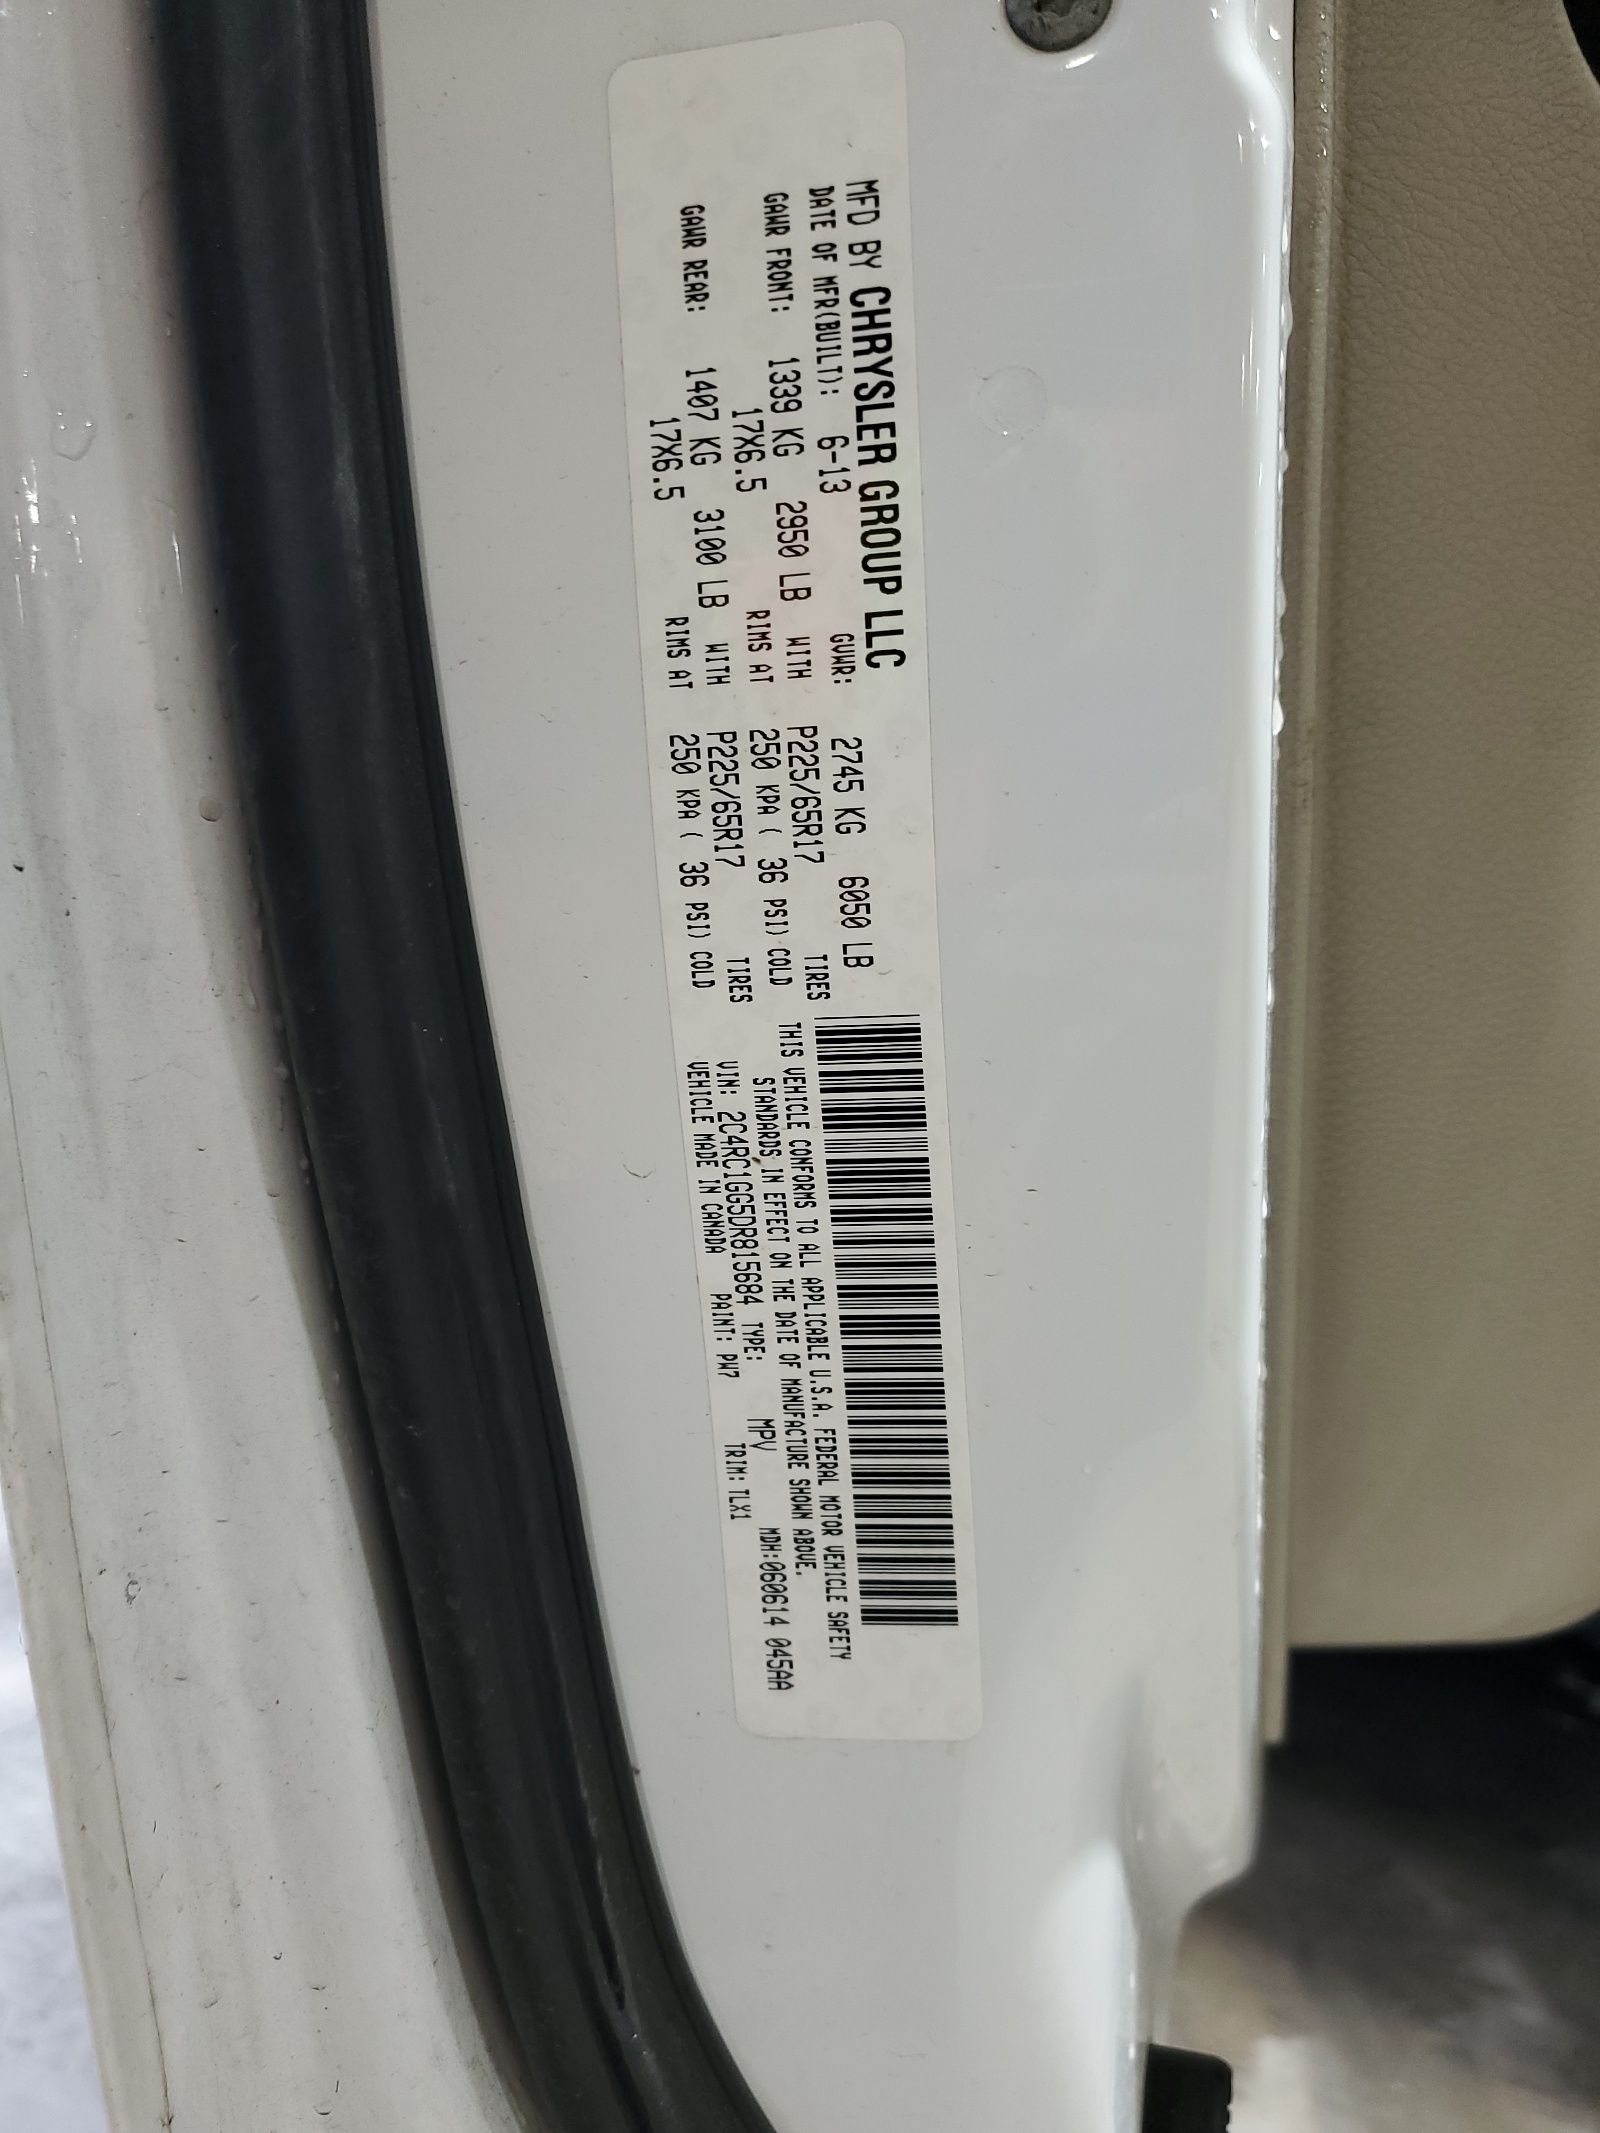 MFD BY CHRYSLER GROUP LLC
DATE OF MFR(BUILT): 6-13 GVWR: 2745 KG 6050 LB
GAWR FRONT: 1339 KG 2950 LB WITH P225/65R17 TIRES
17X6.5 RIMS AT 250 KPA ( 36 PSI) COLD
GAWR REAR: 1407 KG 3100 LB WITH P225/65R17 TIRES
17X6.5 RIMS AT 250 KPA ( 36 PSI) COLD
THIS VEHICLE CONFORMS TO ALL APPLICABLE U.S.A. FEDERAL MOTOR VEHICLE SAFETY
STANDARDS IN EFFECT ON THE DATE OF MANUFACTURE SHOWN ABOVE.
VIN: 2C4RC1GG5DR815684 TYPE: MPV MDH:060614 045AA
VEHICLE MADE IN CANADA PAINT: PW7 TRIM: TLX1